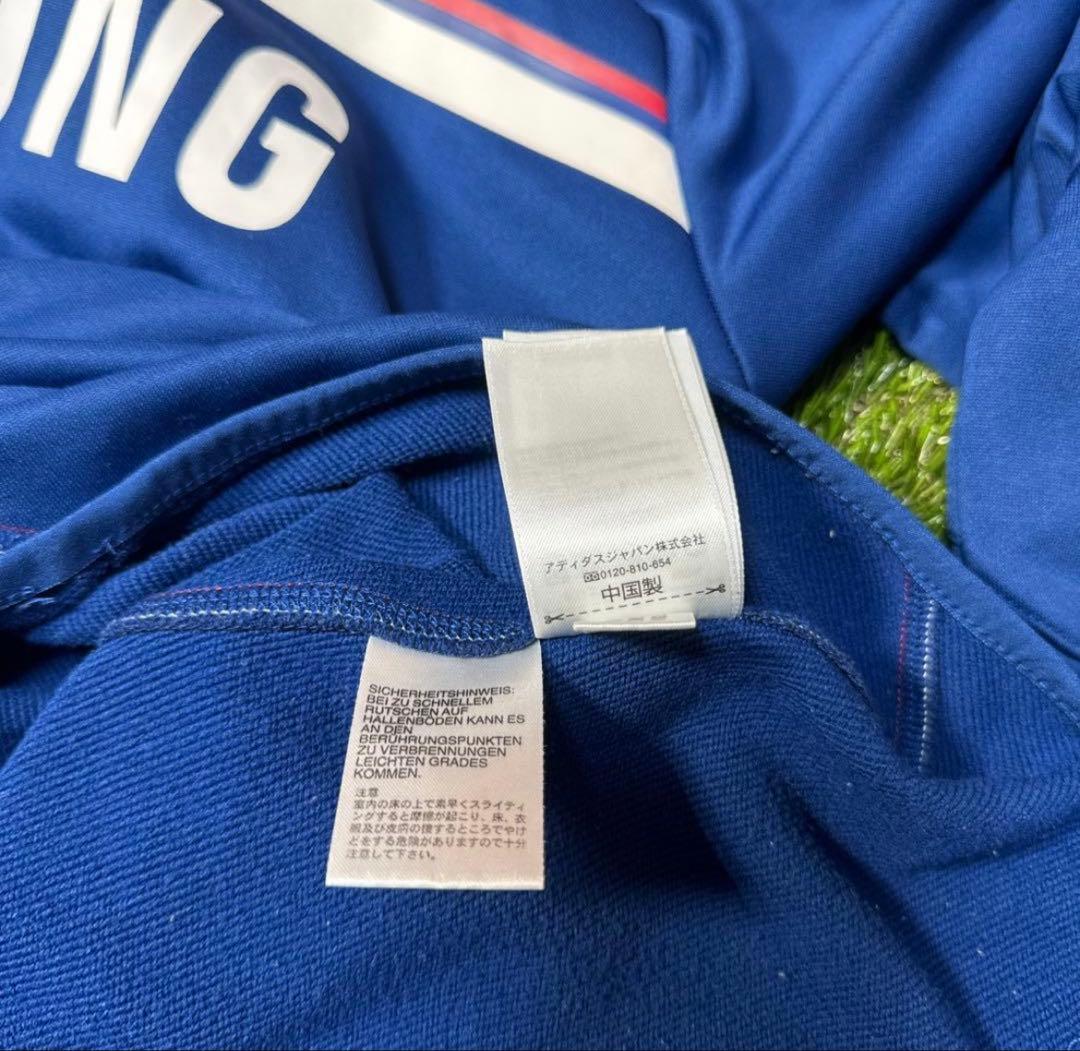 NG
アディダスジャパン株式会社
0120-810-654
中国製
SICHERHEITSHINWEIS:
BEI ZU SCHNELLEM
RUTSCHEN AUF
HALLENBÖDEN KANN ES
AN DEN
BERÜHRUNGSPUNKTEN
ZU VERBRENNUNGEN
LEICHTEN GRADES
KOMMEN.
注意
室内の床の上で素早くスライディ
ングすると摩擦が起こり、床、衣
服及び皮膚の接するところでやけ
どをする危険がありますので十分
注意して下さい。